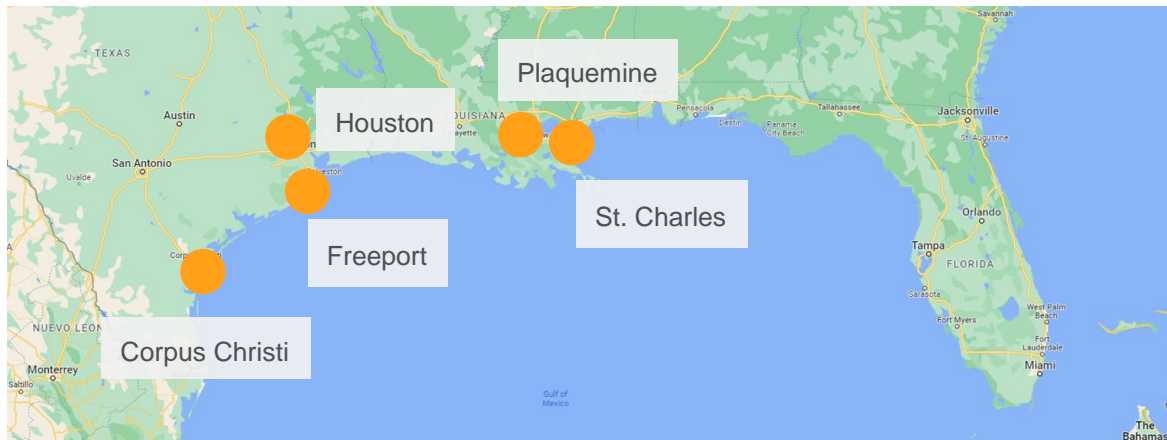 Savannah
TEXAS
Plaquemine
Austin
Houston
LOUISIANA
Lafayette
Pensacola
Destin
Panama
City Beach
Tallahassee
Jacksonville
St. Augustine
San Antonio
Uvalde
St. Charles
Freeport
Orlando
Tampa
FLORIDA
Sarasota
West Palm
Beach
Fort Myers
Fort
Lauderdale
Miami
NUEVO LEON
Corpus Christi
Monterrey
Saltillo
Gulf of
Mexico
The
Bahamas